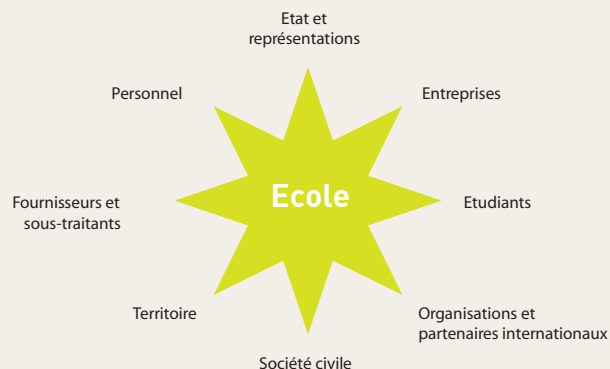 Etat et
représentations
Personnel
Entreprises
Ecole
Fournisseurs et
sous-traitants
Etudiants
Territoire
Organisations et
partenaires internationaux
Société civile